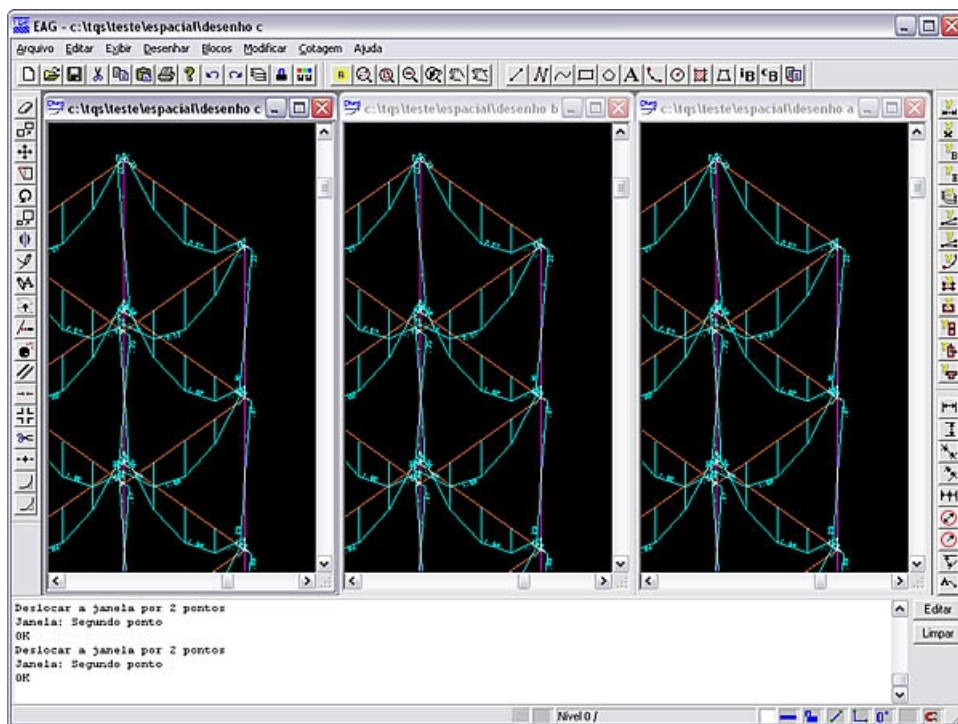 EAG - c:\tqs\teste\espacial\desenho c
Arquivo Editar Exibir Desenhar Blocos Modificar Cotagem Ajuda
c:\tqs\teste\espacial\desenho c
c:\tqs\teste\espacial\desenho b
c:\tqs\teste\espacial\desenho a
Deslocar a janela por 2 pontos
Janela: Segundo ponto
OK
Deslocar a janela por 2 pontos
Janela: Segundo ponto
OK
Editar
Limpar
Nível 0 /